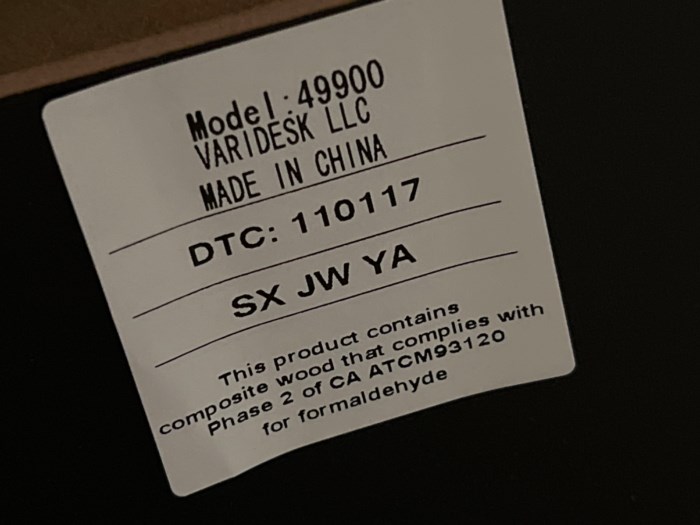 Model:49900
VARIDESK LLC
MADE IN CHINA
DTC: 110117
SX JW YA
This product contains
composite wood that complies with
Phase 2 of CA ATCM93120
for formaldehyde